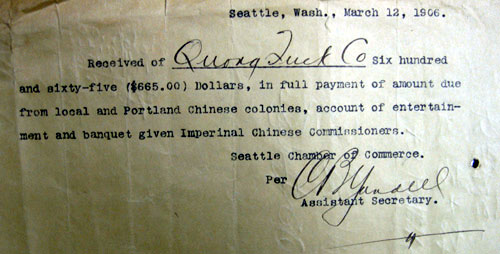 Seattle, Wash., March 12, 1906.
Received of Quong Tuck Co Six hundred
and sixty-five ($665.00) Dollars, in full payment of amount due
from local and Portland Chinese colonies, account of entertain-
ment and banquet given Imperinal Chinese Commissioners.
Seattle Chamber of Commerce.
Per C B Yandell
Assistant Secretary.